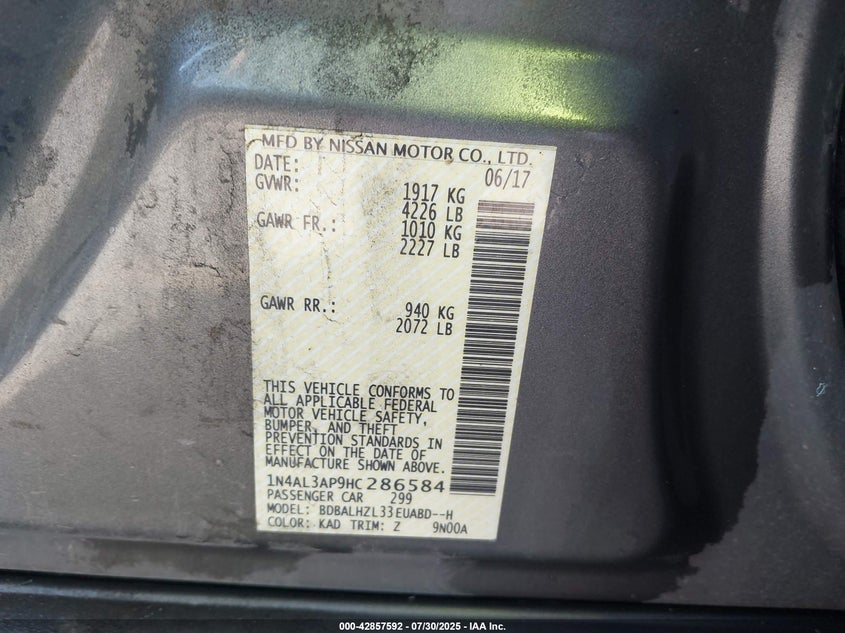 MFD BY NISSAN MOTOR CO., LTD.
DATE: 06/17
GVWR: 1917 KG
4226 LB
GAWR FR.: 1010 KG
2227 LB
GAWR RR.: 940 KG
2072 LB
THIS VEHICLE CONFORMS TO
ALL APPLICABLE FEDERAL
MOTOR VEHICLE SAFETY,
BUMPER, AND THEFT
PREVENTION STANDARDS IN
EFFECT ON THE DATE OF
MANUFACTURE SHOWN ABOVE.
1N4AL3AP9HC286584
PASSENGER CAR 299
MODEL: BDBALHZL33EUABD--H
COLOR: KAD TRIM: Z 9N00A
000-42857592 - 07/30/2025 - IAA Inc.